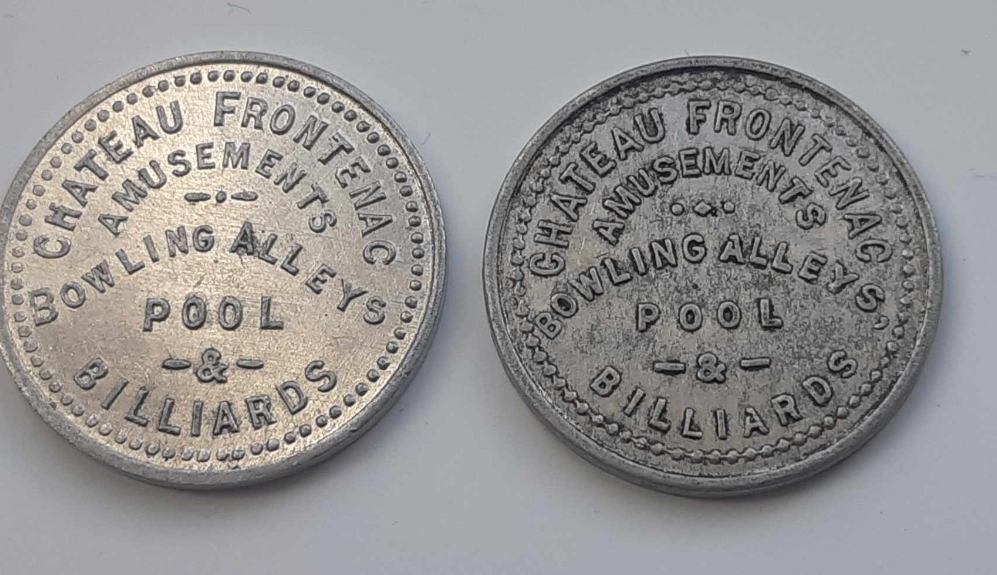 CHATEAU FRONTENAC
AMUSEMENTS
BOWLING ALLEYS
POOL
- & -
BILLIARDS
CHATEAU FRONTENAC
AMUSEMENTS
BOWLING ALLEYS,
POOL
- & -
BILLIARDS